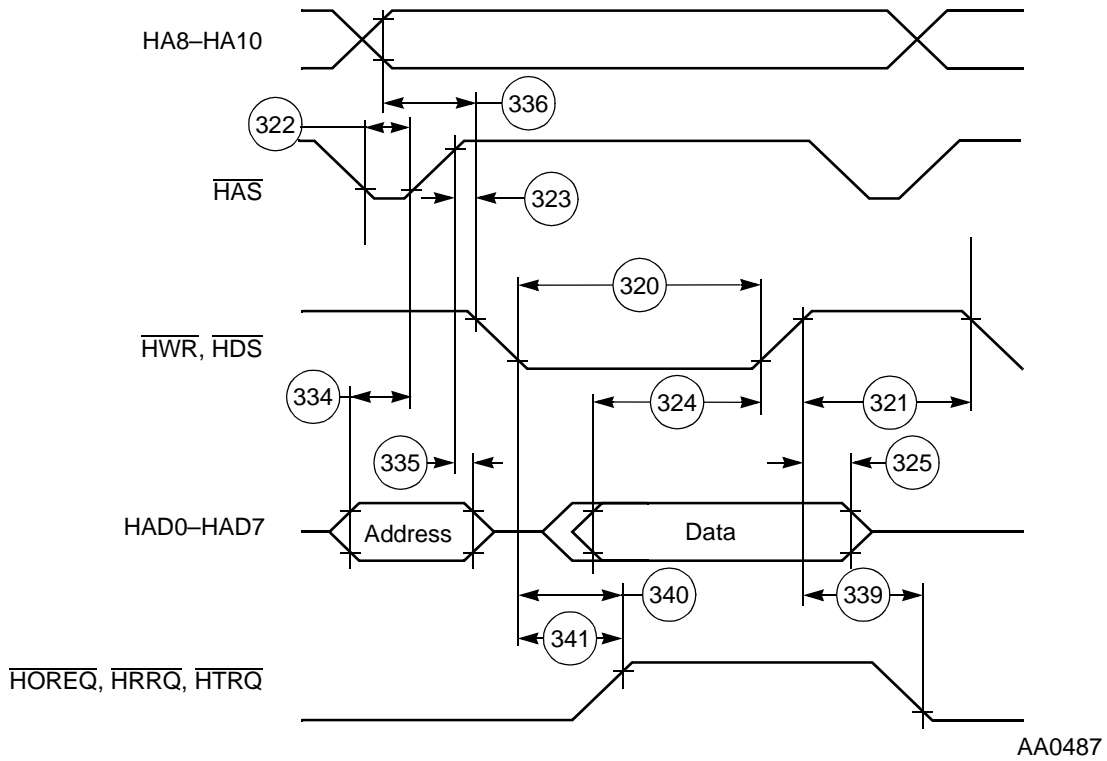 HA8–HA10
336
322
HAS
323
320
HWR, HDS
334
324
321
335
325
HAD0–HAD7
Address
Data
340
339
341
HOREQ, HRRQ, HTRQ
AA0487